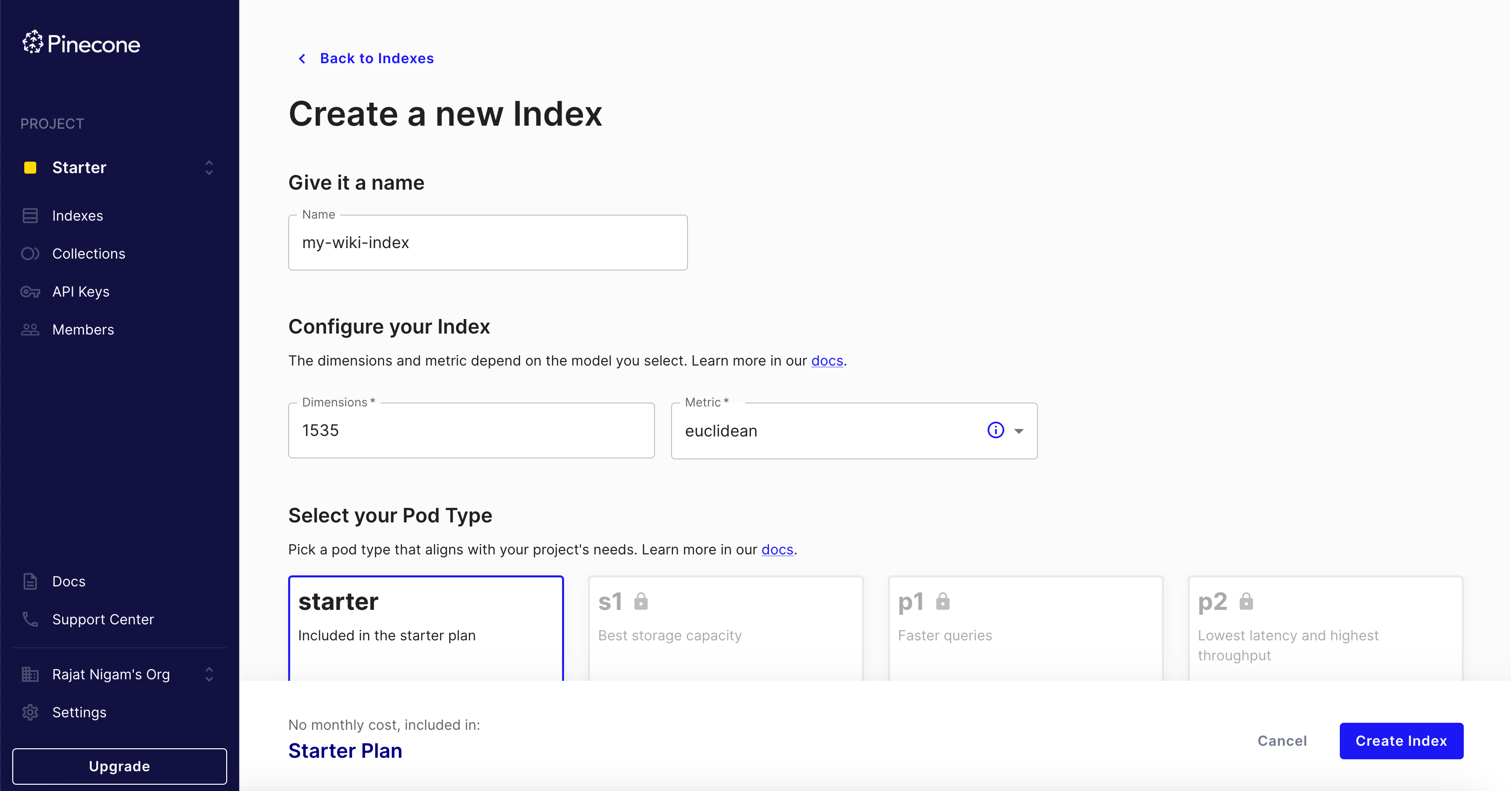 Pinecone
PROJECT
Starter
Indexes
Collections
API Keys
Members
Docs
Support Center
Rajat Nigam's Org
Settings
Upgrade
Back to Indexes
Create a new Index
Give it a name
Name
my-wiki-index
Configure your Index
The dimensions and metric depend on the model you select. Learn more in our docs.
Dimensions *
1535
Metric *
euclidean
Select your Pod Type
Pick a pod type that aligns with your project's needs. Learn more in our docs.
starter
Included in the starter plan
s1
Best storage capacity
p1
Faster queries
p2
Lowest latency and highest
throughput
No monthly cost, included in:
Starter Plan
Cancel
Create Index